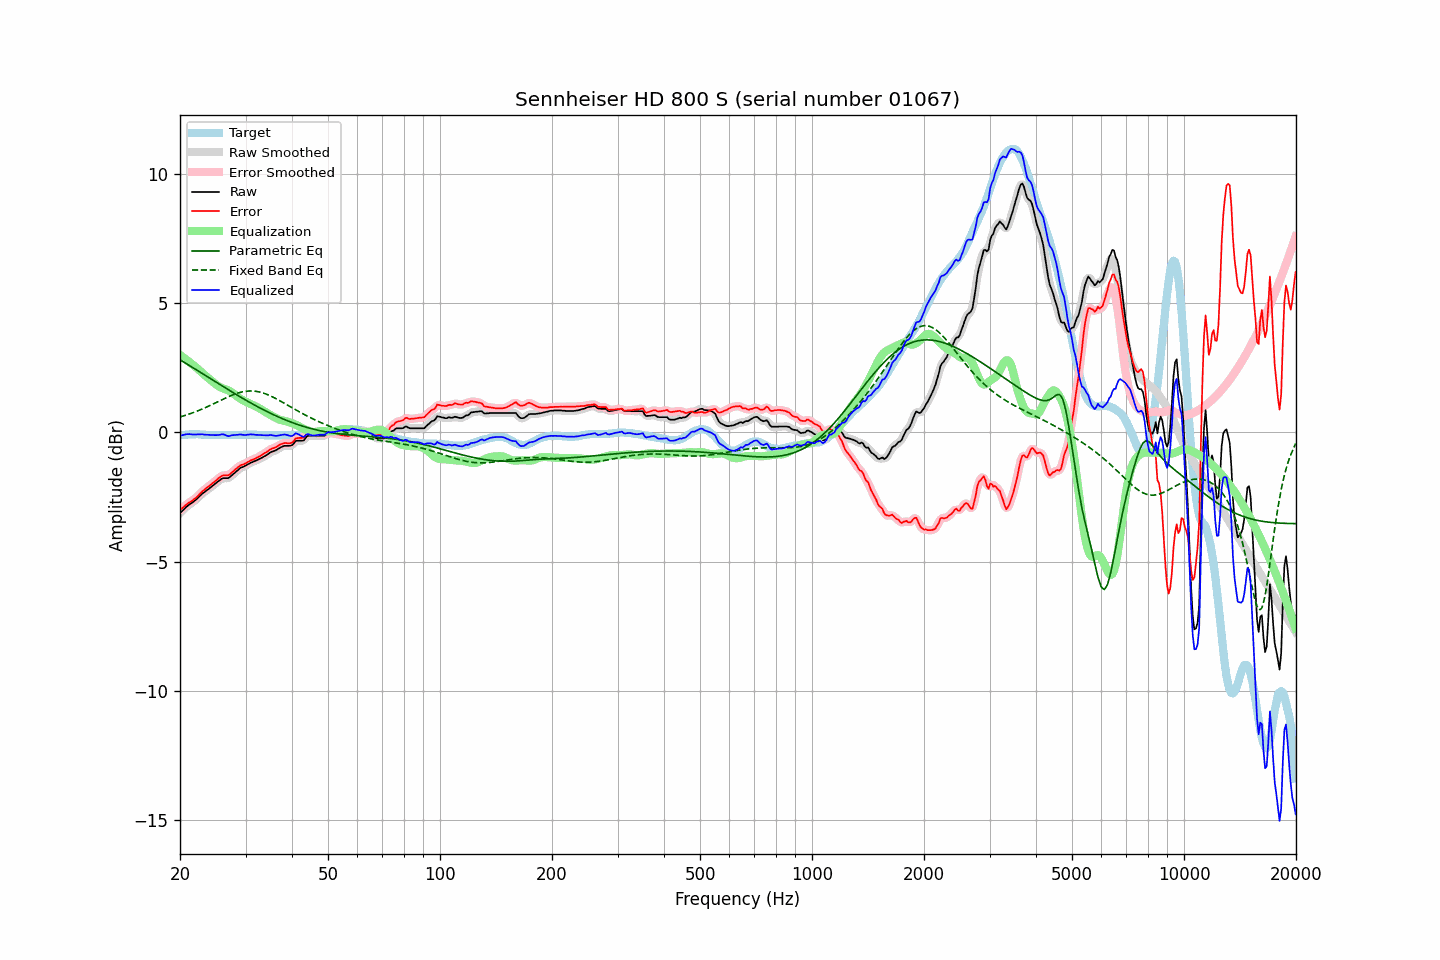 Sennheiser HD 800 S (serial number 01067)
Target
Raw Smoothed
Error Smoothed
Raw
Error
Equalization
Parametric Eq
Fixed Band Eq
Equalized
Amplitude (dBr)
10
5
0
−5
−10
−15
20 50 100 200 500 1000 2000 5000 10000 20000
Frequency (Hz)